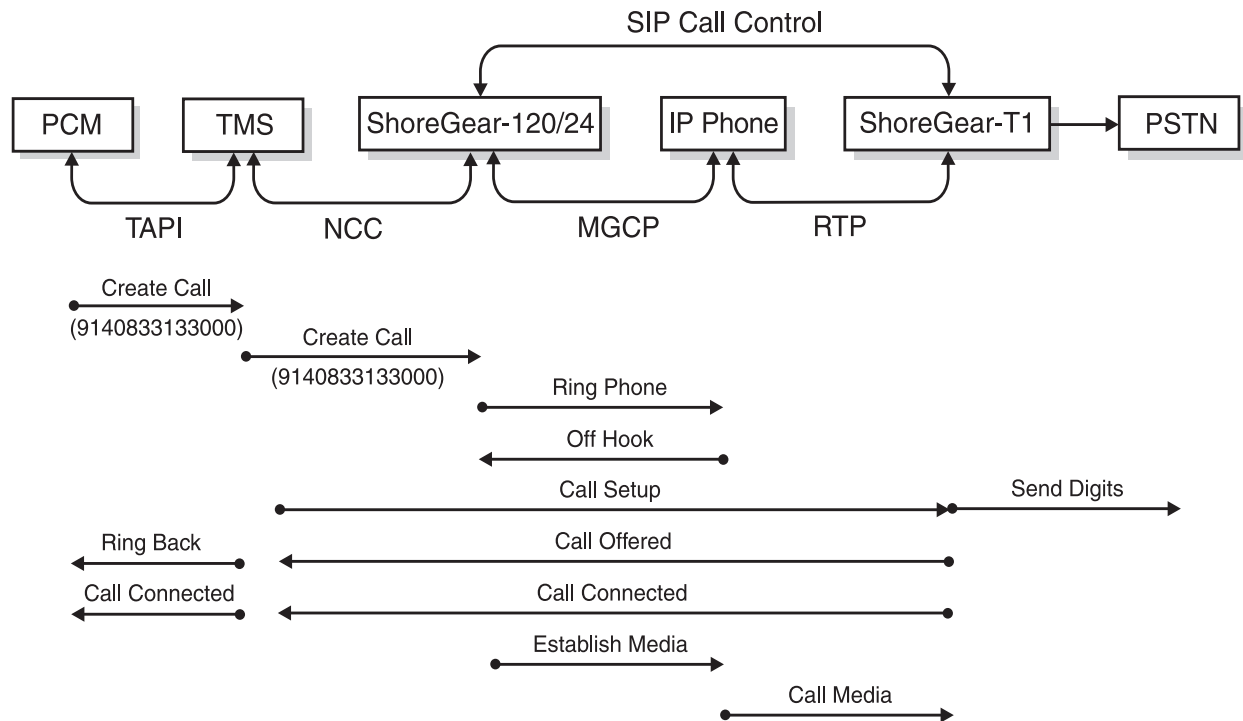 SIP Call Control
PCM
TMS
ShoreGear-120/24
IP Phone
ShoreGear-T1
PSTN
TAPI
NCC
MGCP
RTP
Create Call
(9140833133000)
Create Call
(9140833133000)
Ring Phone
Off Hook
Call Setup
Send Digits
Ring Back
Call Offered
Call Connected
Call Connected
Establish Media
Call Media